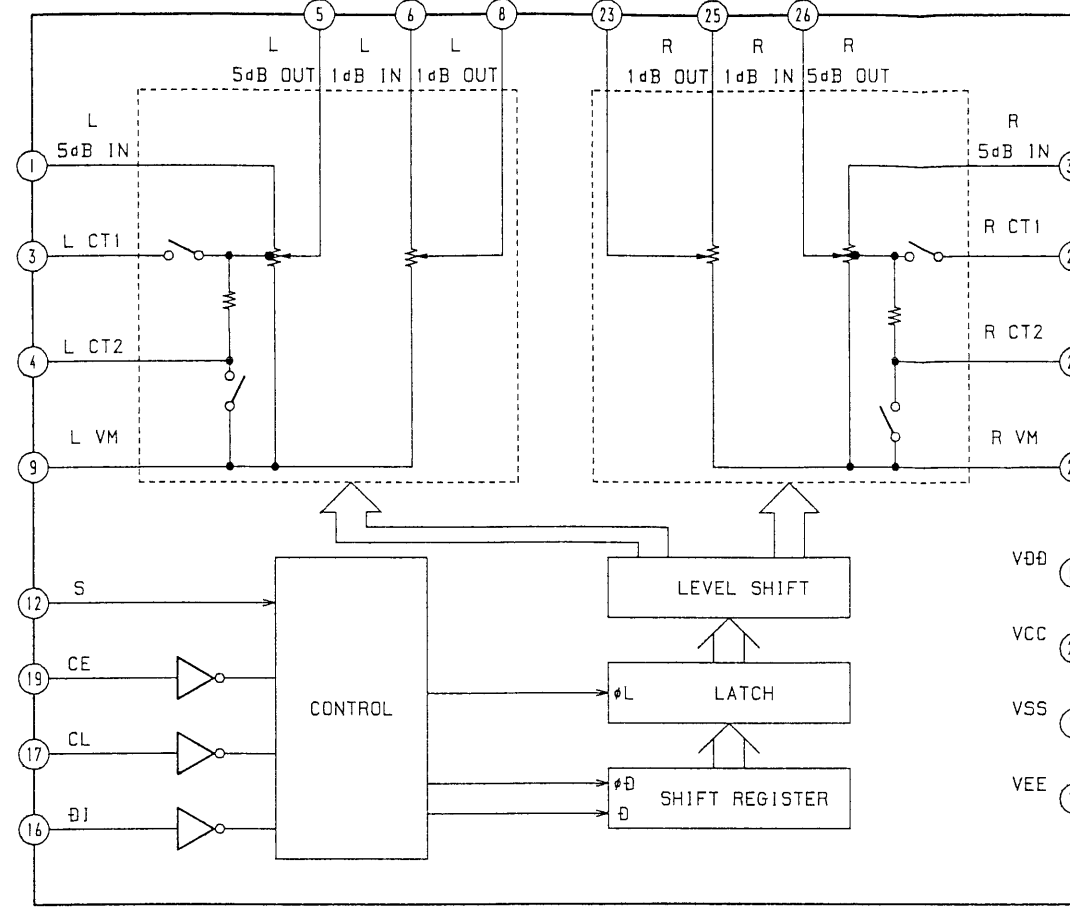 5 6 8 23 25 26
L L L R R R
5dB OUT 1dB IN 1dB OUT 1dB OUT 1dB IN 5dB OUT
L R
5dB IN 5dB IN
1
L CT1 R CT1
3
L CT2 R CT2
4
L VM R VM
9
VDD
S LEVEL SHIFT
12
VCC
CE
19
CONTROL φL LATCH
VSS
CL
17
φD SHIFT REGISTER
VEE
D
DI
16